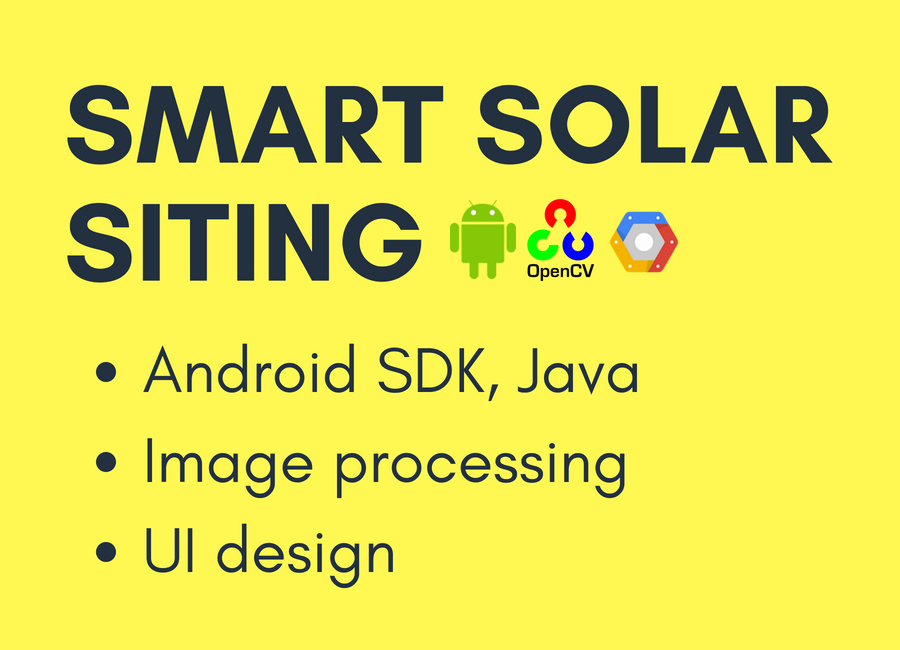 SMART SOLAR
SITING
OpenCV
• Android SDK, Java
• Image processing
• UI design